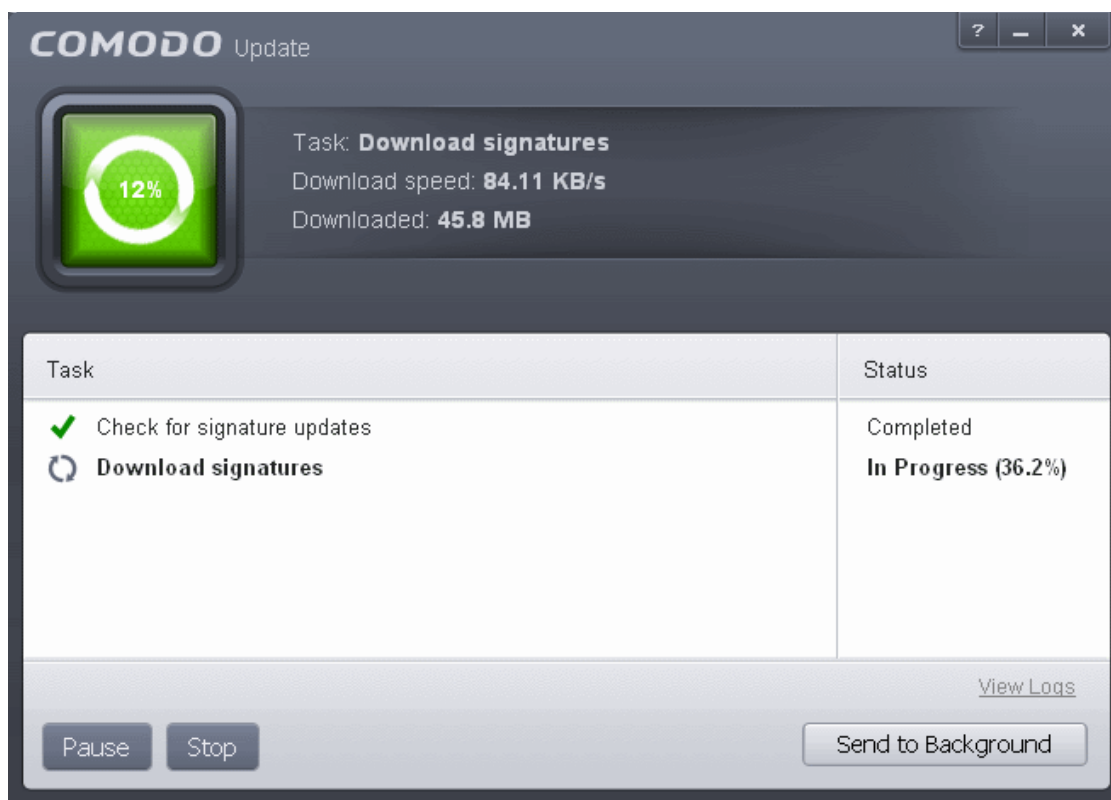 COMODO Update
? – ×
12%
Task: Download signatures
Download speed: 84.11 KB/s
Downloaded: 45.8 MB
Task Status
Check for signature updates Completed
Download signatures In Progress (36.2%)
View Logs
Pause Stop Send to Background